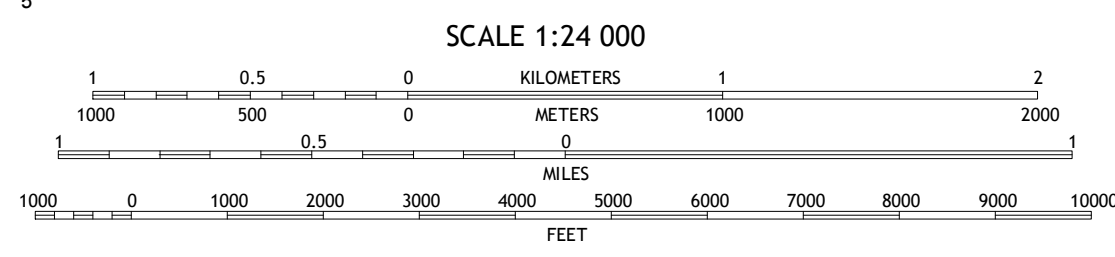 5
SCALE 1:24 000
1 0.5 0 KILOMETERS 1 2
1000 500 0 METERS 1000 2000
1 0.5 0 1
MILES
1000 0 1000 2000 3000 4000 5000 6000 7000 8000 9000 10000
FEET